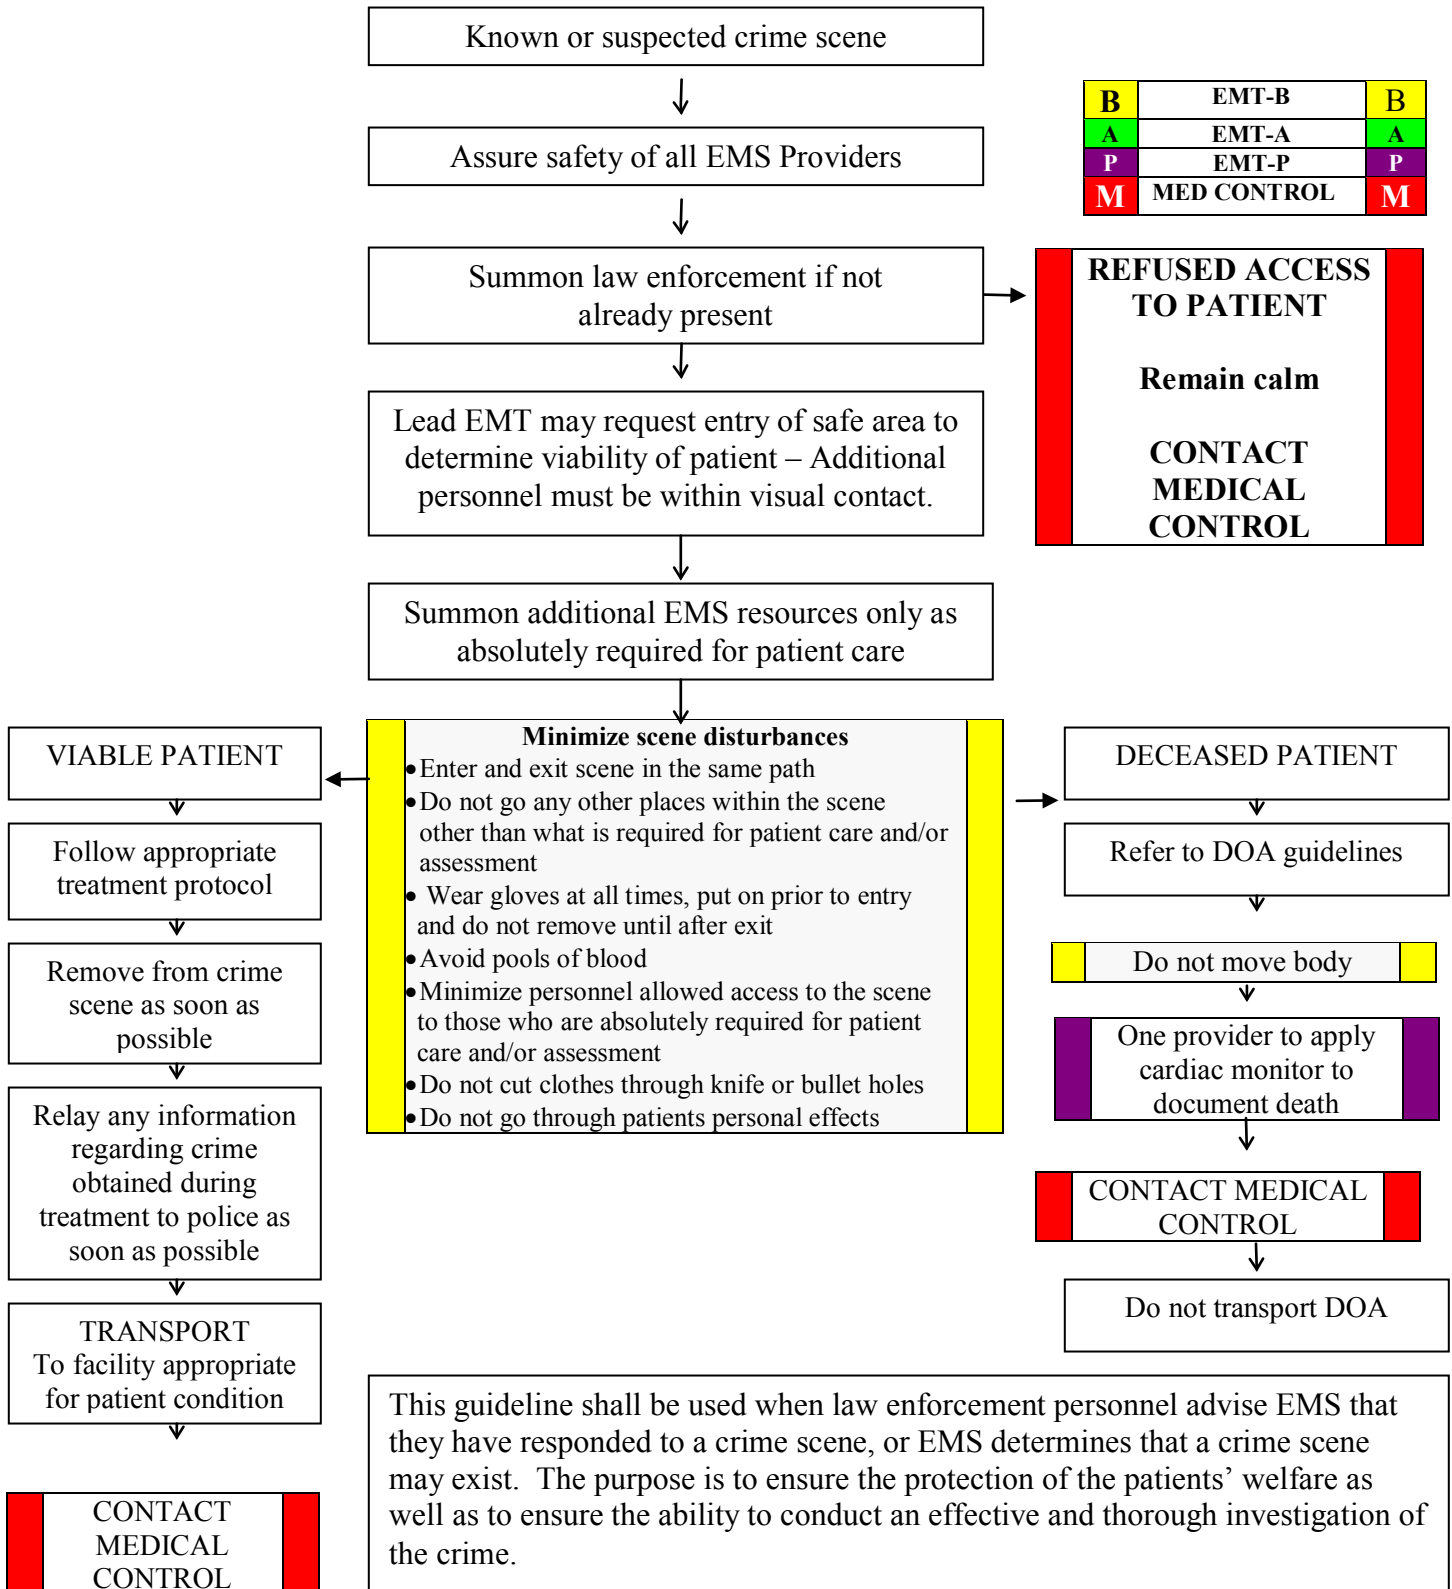 Known or suspected crime scene
B EMT-B B
A EMT-A A
P EMT-P P
M MED CONTROL M
Assure safety of all EMS Providers
Summon law enforcement if not
already present
REFUSED ACCESS
TO PATIENT
Remain calm
CONTACT
MEDICAL
CONTROL
Lead EMT may request entry of safe area to
determine viability of patient – Additional
personnel must be within visual contact.
Summon additional EMS resources only as
absolutely required for patient care
Minimize scene disturbances
• Enter and exit scene in the same path
• Do not go any other places within the scene
other than what is required for patient care and/or
assessment
• Wear gloves at all times, put on prior to entry
and do not remove until after exit
• Avoid pools of blood
• Minimize personnel allowed access to the scene
to those who are absolutely required for patient
care and/or assessment
• Do not cut clothes through knife or bullet holes
• Do not go through patients personal effects
VIABLE PATIENT
Follow appropriate
treatment protocol
Remove from crime
scene as soon as
possible
Relay any information
regarding crime
obtained during
treatment to police as
soon as possible
TRANSPORT
To facility appropriate
for patient condition
CONTACT
MEDICAL
CONTROL
DECEASED PATIENT
Refer to DOA guidelines
Do not move body
One provider to apply
cardiac monitor to
document death
CONTACT MEDICAL
CONTROL
Do not transport DOA
This guideline shall be used when law enforcement personnel advise EMS that
they have responded to a crime scene, or EMS determines that a crime scene
may exist.  The purpose is to ensure the protection of the patients’ welfare as
well as to ensure the ability to conduct an effective and thorough investigation of
the crime.